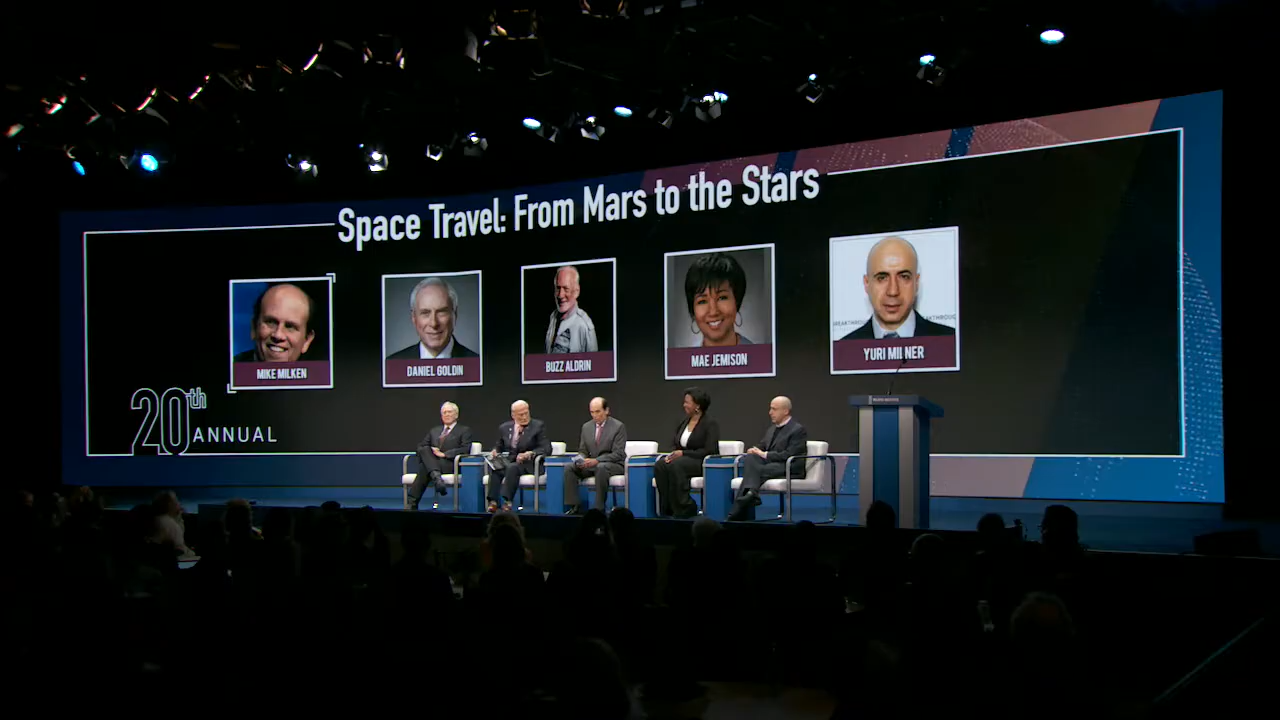 Space Travel: From Mars to the Stars
MIKE MILKEN
DANIEL GOLDIN
BUZZ ALDRIN
MAE JEMISON
YURI MILNER
20th
ANNUAL